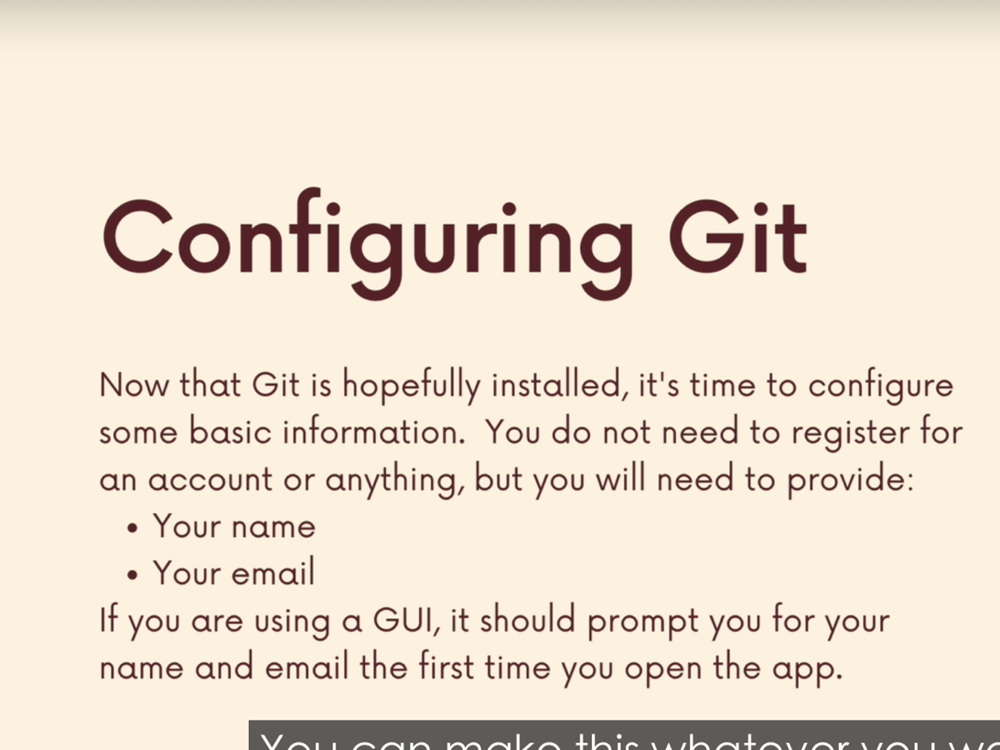 Configuring Git
Now that Git is hopefully installed, it's time to configure
some basic information.  You do not need to register for
an account or anything, but you will need to provide:
• Your name
• Your email
If you are using a GUI, it should prompt you for your
name and email the first time you open the app.
You can make this whatever you